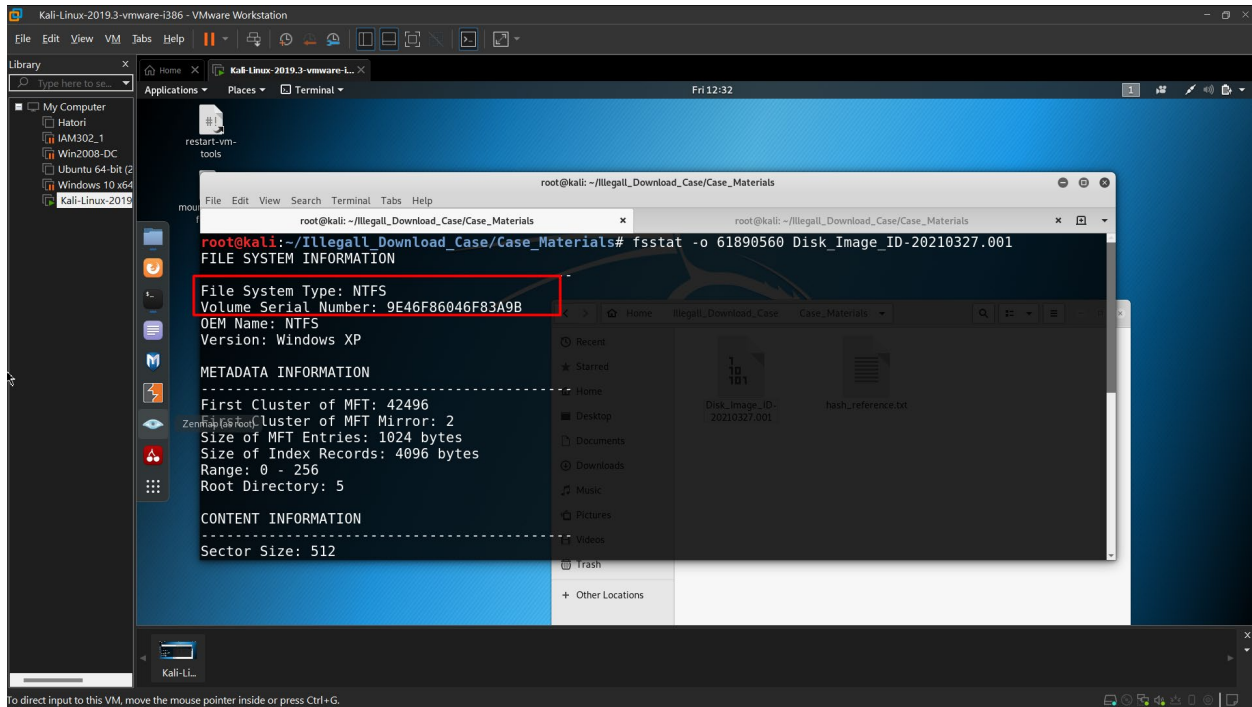 Kali-Linux-2019.3-vmware-i386 - VMware Workstation
File Edit View VM Tabs Help
Library X
Type here to se...
Home X Kali-Linux-2019.3-vmware-i... X
Applications Places Terminal Fri 12:32 1
My Computer
Hatori
IAM302_1
Win2008-DC
Ubuntu 64-bit (2
Windows 10 x64
Kali-Linux-2019
restart-vm-
tools
root@kali: ~/Illegall_Download_Case/Case_Materials
File Edit View Search Terminal Tabs Help
root@kali: ~/Illegall_Download_Case/Case_Materials × root@kali: ~/Illegall_Download_Case/Case_Materials ×
root@kali:~/Illegall_Download_Case/Case_Materials# fsstat -o 61890560 Disk_Image_ID-20210327.001
FILE SYSTEM INFORMATION
File System Type: NTFS
Volume Serial Number: 9E46F86046F83A9B
OEM Name: NTFS
Version: Windows XP
METADATA INFORMATION
--------------------------------------------
First Cluster of MFT: 42496
First Cluster of MFT Mirror: 2
Size of MFT Entries: 1024 bytes
Size of Index Records: 4096 bytes
Range: 0 - 256
Root Directory: 5
CONTENT INFORMATION
--------------------------------------------
Sector Size: 512
Zenmap (as root)
Home Illegall_Download_Case Case_Materials
Recent
Starred
Home
Desktop
Documents
Downloads
Music
Pictures
Videos
Trash
+ Other Locations
Disk_Image_ID-
20210327.001
hash_reference.txt
Kali-Li...
To direct input to this VM, move the mouse pointer inside or press Ctrl+G.